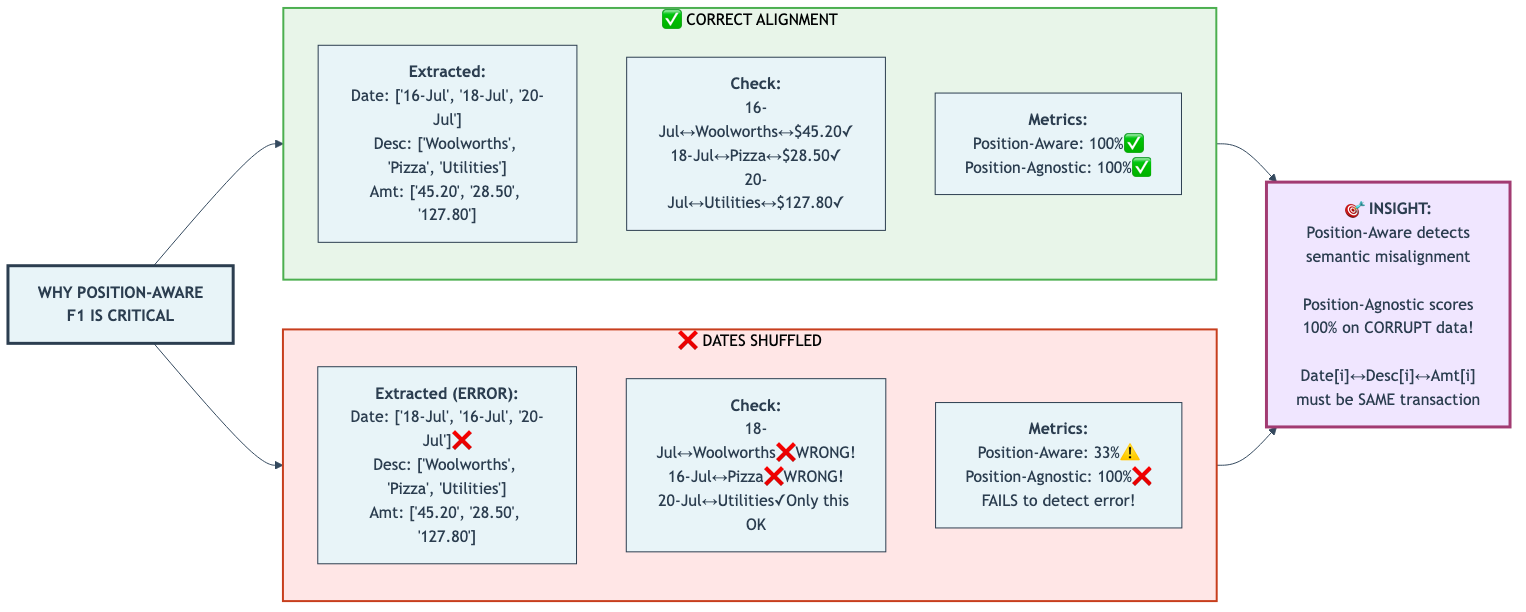 WHY POSITION-AWARE
F1 IS CRITICAL
✅ CORRECT ALIGNMENT
Extracted:
Date: ['16-Jul', '18-Jul', '20-
Jul']
Desc: ['Woolworths',
'Pizza', 'Utilities']
Amt: ['45.20', '28.50',
'127.80']
Check:
16-
Jul↔Woolworths↔$45.20✓
18-Jul↔Pizza↔$28.50✓
20-
Jul↔Utilities↔$127.80✓
Metrics:
Position-Aware: 100%✅
Position-Agnostic: 100%✅
❌ DATES SHUFFLED
Extracted (ERROR):
Date: ['18-Jul', '16-Jul', '20-
Jul']❌
Desc: ['Woolworths',
'Pizza', 'Utilities']
Amt: ['45.20', '28.50',
'127.80']
Check:
18-
Jul↔Woolworths❌WRONG!
16-Jul↔Pizza❌WRONG!
20-Jul↔Utilities✓Only this
OK
Metrics:
Position-Aware: 33%⚠️
Position-Agnostic: 100%❌
FAILS to detect error!
🎯 INSIGHT:
Position-Aware detects
semantic misalignment
Position-Agnostic scores
100% on CORRUPT data!
Date[i]↔Desc[i]↔Amt[i]
must be SAME transaction